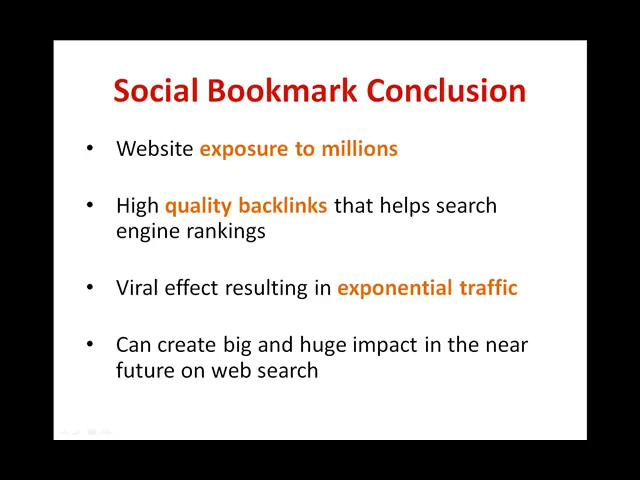 Social Bookmark Conclusion
• Website exposure to millions
• High quality backlinks that helps search
engine rankings
• Viral effect resulting in exponential traffic
• Can create big and huge impact in the near
future on web search